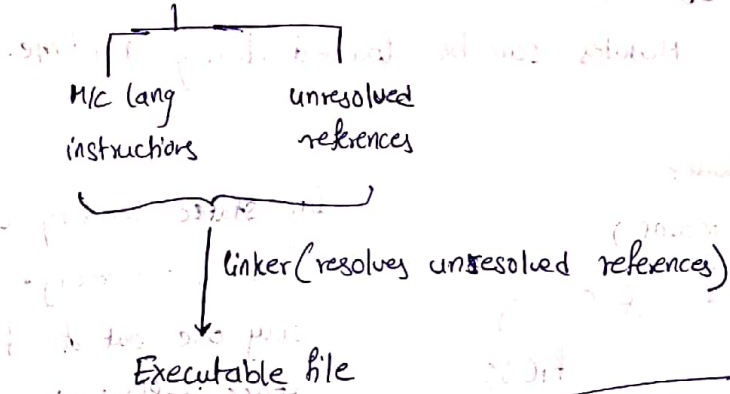 M/C lang unresolved
instructions references
linker (resolves unresolved references)
Executable file